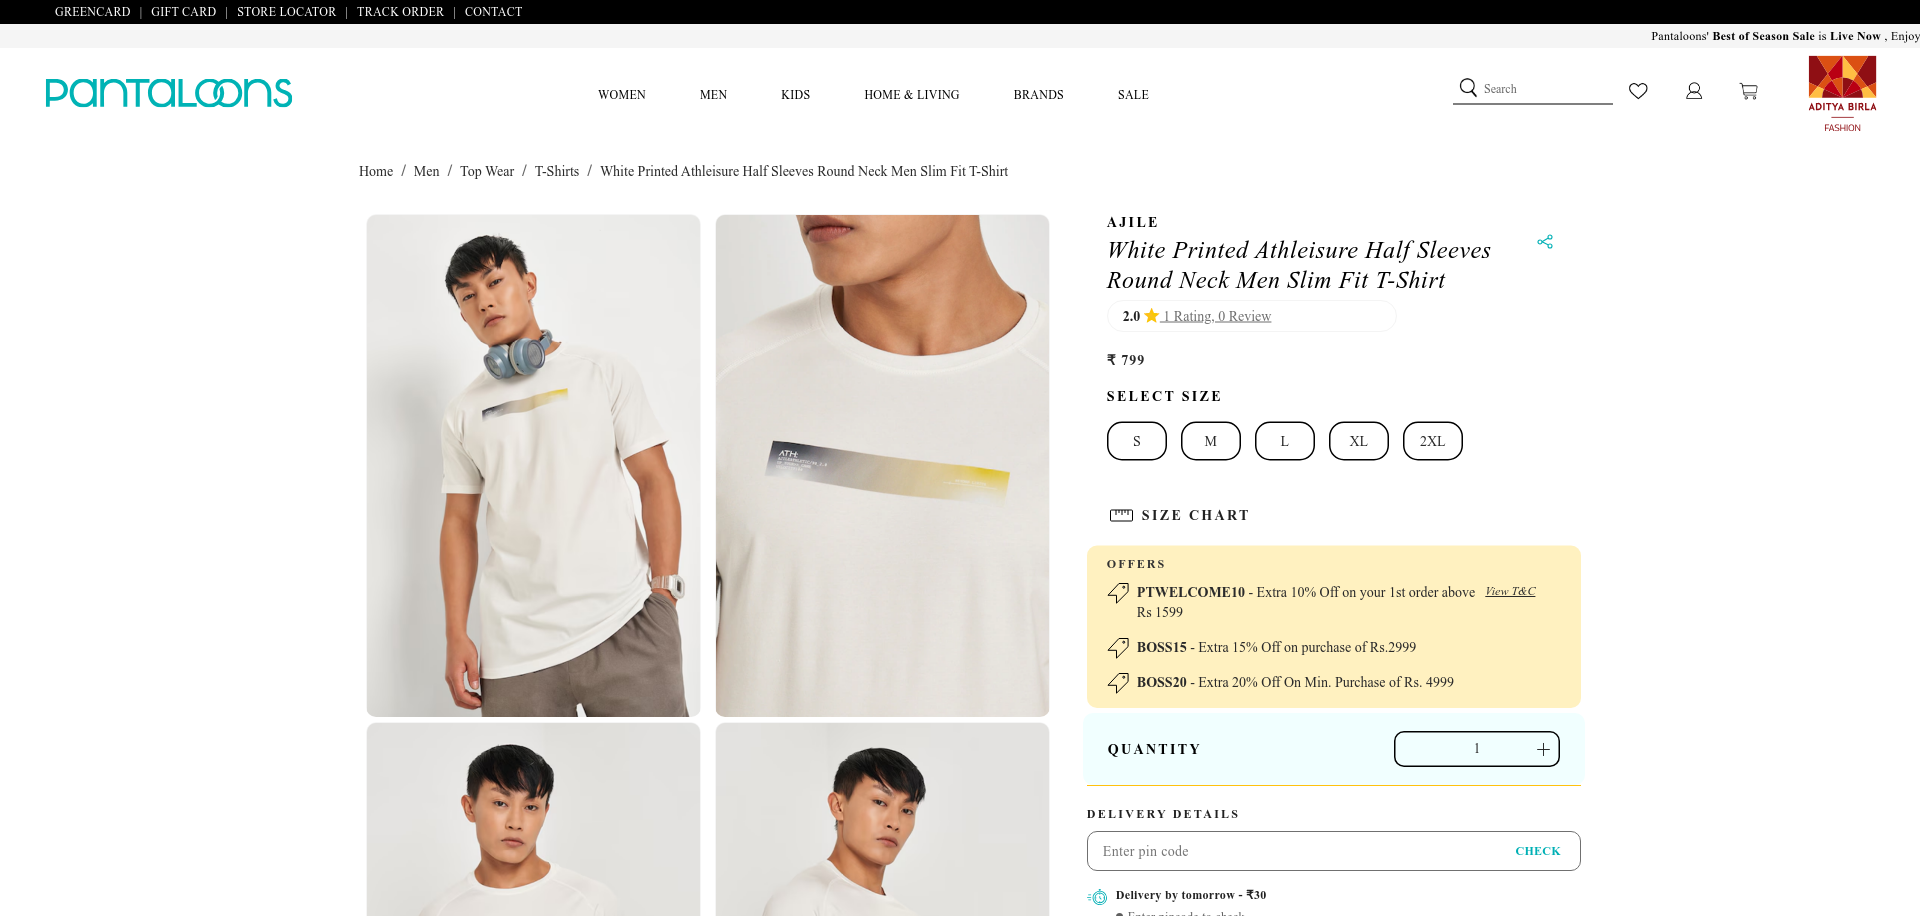 GREENCARD | GIFT CARD | STORE LOCATOR | TRACK ORDER | CONTACT
Pantaloons' Best of Season Sale is Live Now , Enjoy
PANTALOONS
WOMEN MEN KIDS HOME & LIVING BRANDS SALE
Search
ADITYA BIRLA
FASHION
Home / Men / Top Wear / T-Shirts / White Printed Athleisure Half Sleeves Round Neck Men Slim Fit T-Shirt
ATH-
AJILE
White Printed Athleisure Half Sleeves
Round Neck Men Slim Fit T-Shirt
2.0 1 Rating, 0 Review
₹ 799
SELECT SIZE
S M L XL 2XL
SIZE CHART
OFFERS
PTWELCOME10 - Extra 10% Off on your 1st order above View T&C
Rs 1599
BOSS15 - Extra 15% Off on purchase of Rs.2999
BOSS20 - Extra 20% Off On Min. Purchase of Rs. 4999
QUANTITY
1 +
DELIVERY DETAILS
Enter pin code CHECK
Delivery by tomorrow - ₹30
Enter pincode to check